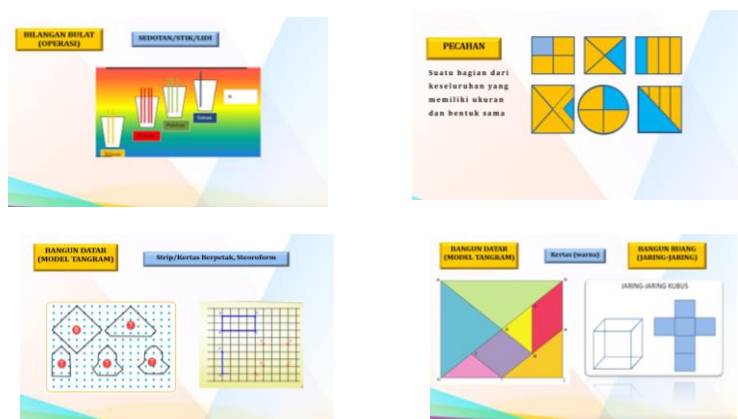 BILANGAN BULAT
(OPERASI)
SEDOTAN/STIK/LIDI
Puluhan
Satuan
PECAHAN
Suatu bagian dari
keseluruhan yang
memiliki ukuran
dan bentuk sama
BANGUN DATAR
(MODEL TANGRAM)
Strip/Kertas Berpetak, Steoroform
?
?
?
?
BANGUN DATAR
(MODEL TANGRAM)
Kertas (warna)
BANGUN RUANG
(JARING-JARING)
JARING-JARING KUBUS